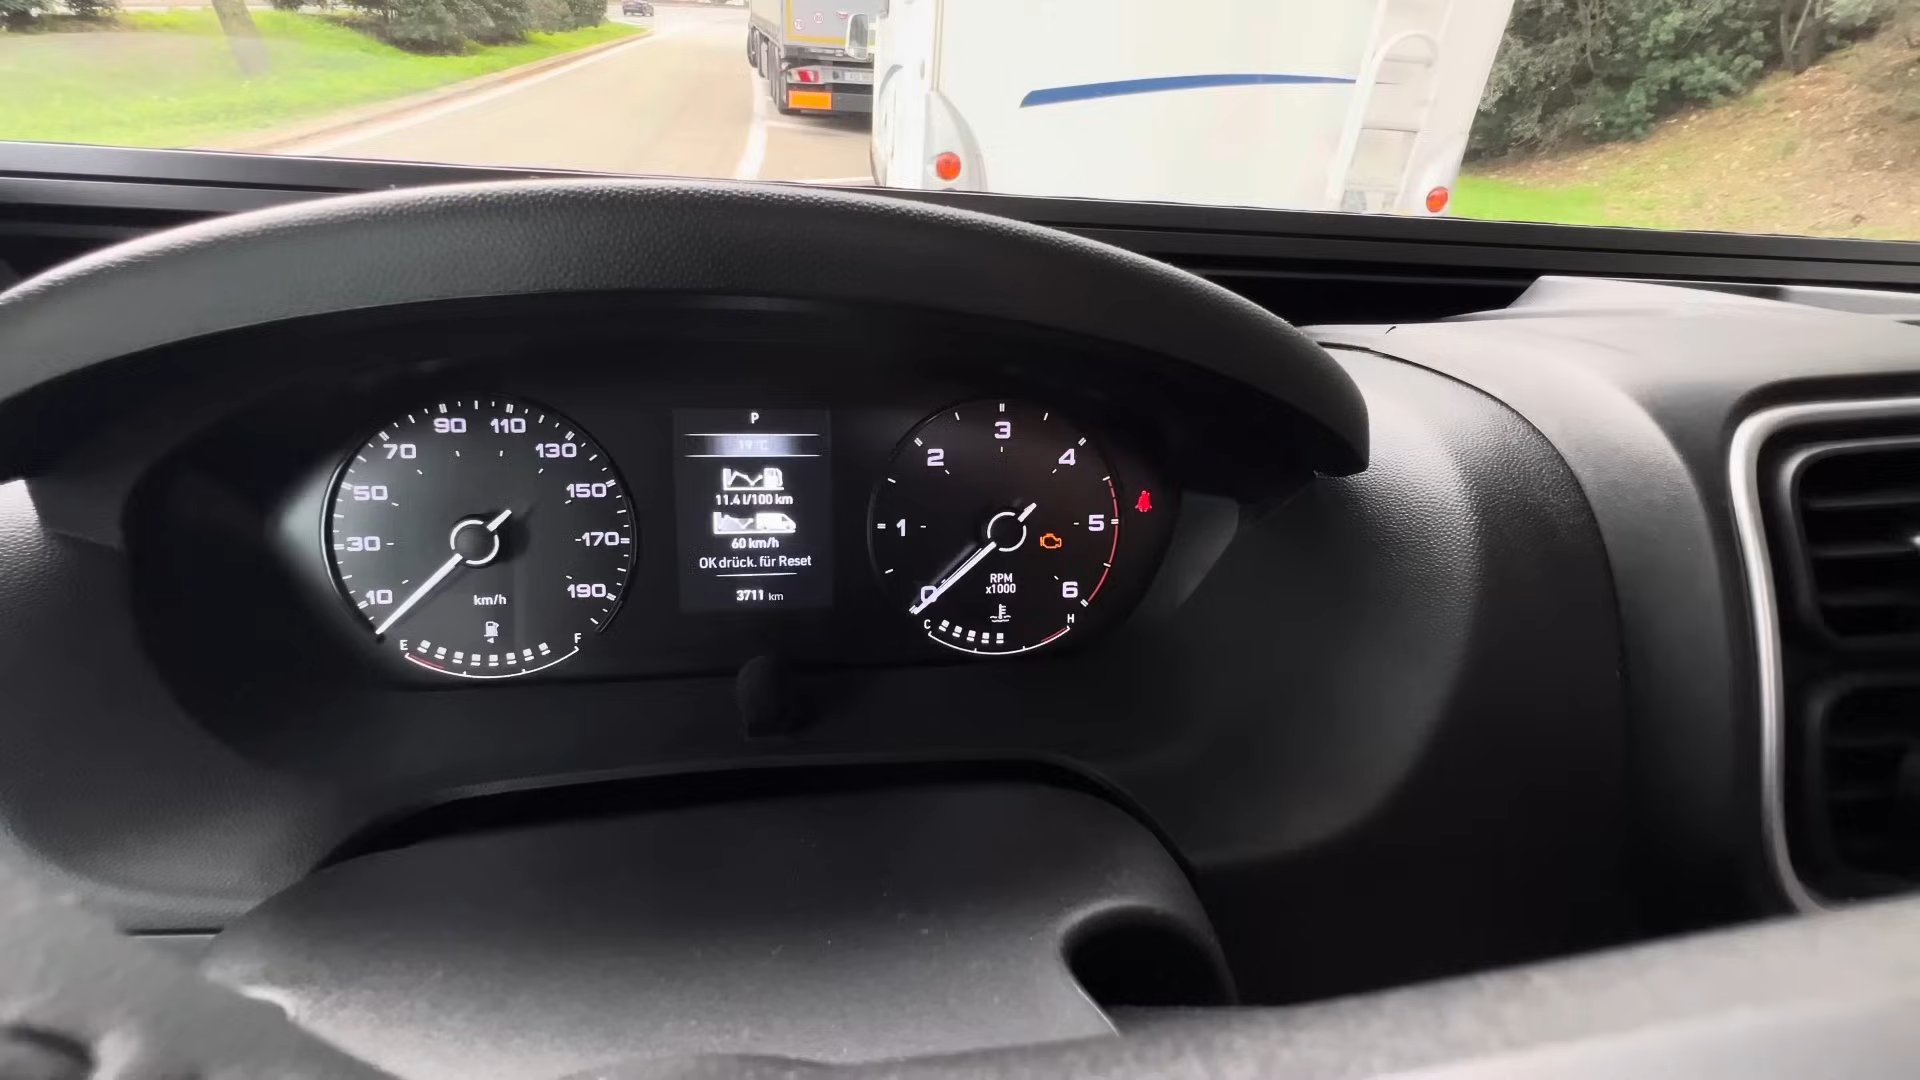 10
30
50
70
90
110
130
150
170
190
km/h
E
F
P
19°C
11.4 l/100 km
60 km/h
OK drück. für Reset
3711 km
0
1
2
3
4
5
6
RPM
x1000
C
H